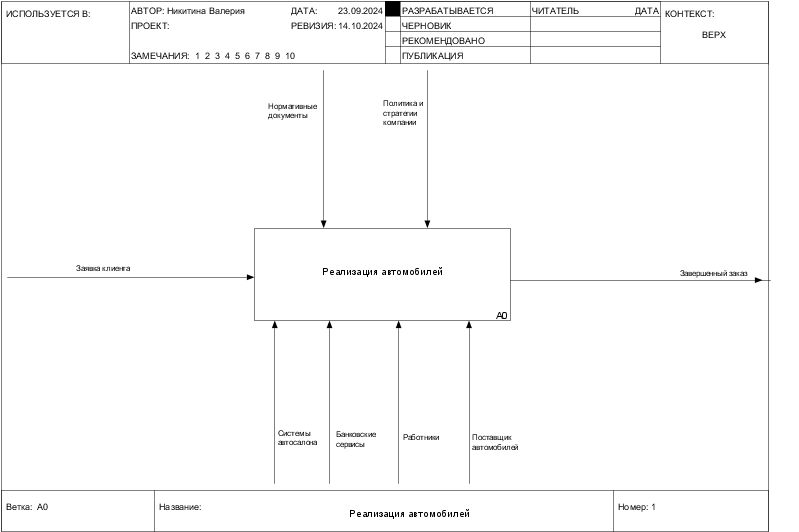 ИСПОЛЬЗУЕТСЯ В:
АВТОР: Никитина Валерия
ДАТА: 23.09.2024
ПРОЕКТ:
РЕВИЗИЯ: 14.10.2024
ЗАМЕЧАНИЯ: 1 2 3 4 5 6 7 8 9 10
РАЗРАБАТЫВАЕТСЯ
ЧЕРНОВИК
РЕКОМЕНДОВАНО
ПУБЛИКАЦИЯ
ЧИТАТЕЛЬ ДАТА
КОНТЕКСТ:
ВЕРХ
Нормативные
документы
Политика и
стратегии
компании
Заявка клиента
Реализация автомобилей
A0
Завершенный заказ
Системы
автосалона
Банковские
сервисы
Работники
Поставщик
автомобилей
Ветка: A0
Название:
Реализация автомобилей
Номер: 1